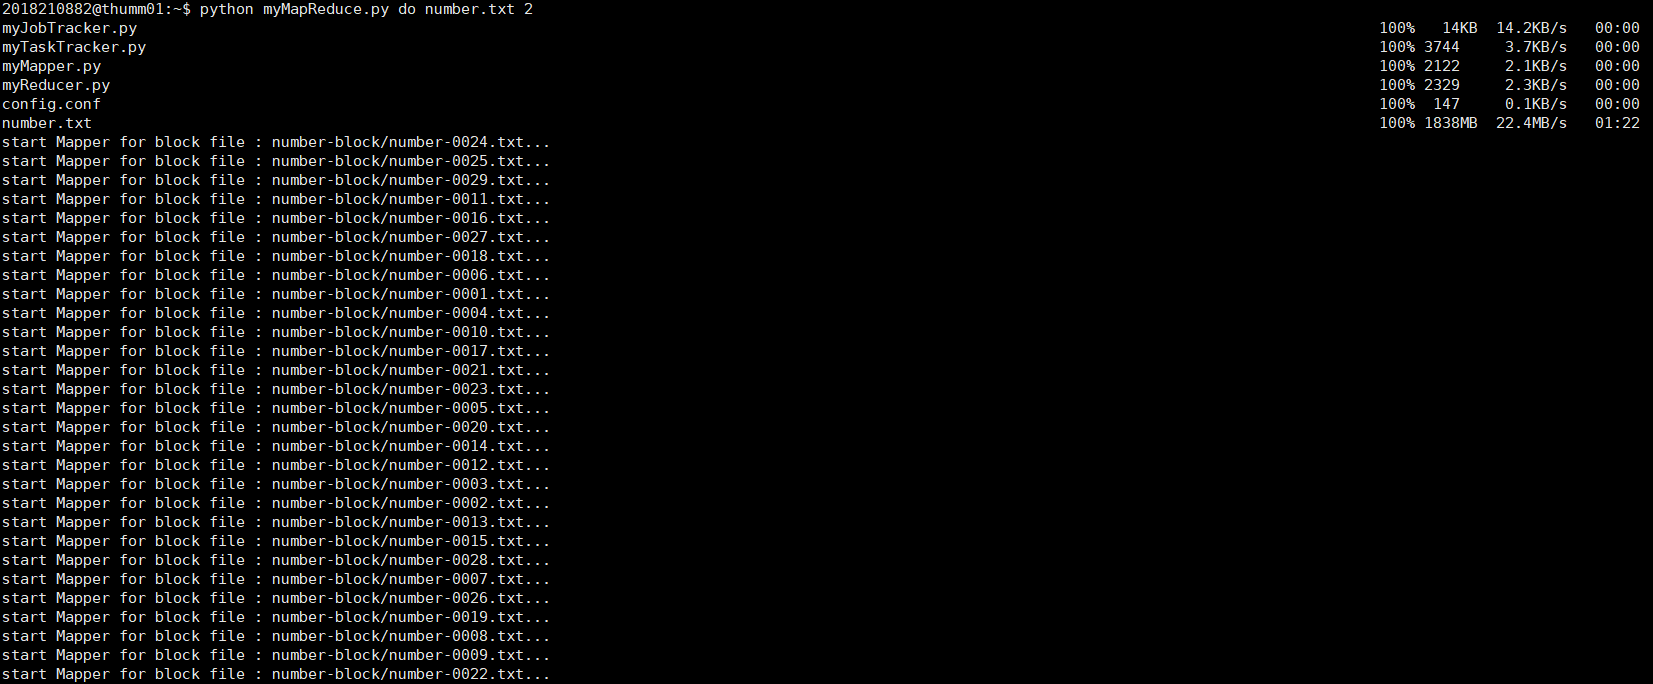 2018210882@thumm01:~$ python myMapReduce.py do number.txt 2
myJobTracker.py 100% 14KB 14.2KB/s 00:00
myTaskTracker.py 100% 3744 3.7KB/s 00:00
myMapper.py 100% 2122 2.1KB/s 00:00
myReducer.py 100% 2329 2.3KB/s 00:00
config.conf 100% 147 0.1KB/s 00:00
number.txt 100% 1838MB 22.4MB/s 01:22
start Mapper for block file : number-block/number-0024.txt...
start Mapper for block file : number-block/number-0025.txt...
start Mapper for block file : number-block/number-0029.txt...
start Mapper for block file : number-block/number-0011.txt...
start Mapper for block file : number-block/number-0016.txt...
start Mapper for block file : number-block/number-0027.txt...
start Mapper for block file : number-block/number-0018.txt...
start Mapper for block file : number-block/number-0006.txt...
start Mapper for block file : number-block/number-0001.txt...
start Mapper for block file : number-block/number-0004.txt...
start Mapper for block file : number-block/number-0010.txt...
start Mapper for block file : number-block/number-0017.txt...
start Mapper for block file : number-block/number-0021.txt...
start Mapper for block file : number-block/number-0023.txt...
start Mapper for block file : number-block/number-0005.txt...
start Mapper for block file : number-block/number-0020.txt...
start Mapper for block file : number-block/number-0014.txt...
start Mapper for block file : number-block/number-0012.txt...
start Mapper for block file : number-block/number-0003.txt...
start Mapper for block file : number-block/number-0002.txt...
start Mapper for block file : number-block/number-0013.txt...
start Mapper for block file : number-block/number-0015.txt...
start Mapper for block file : number-block/number-0028.txt...
start Mapper for block file : number-block/number-0007.txt...
start Mapper for block file : number-block/number-0026.txt...
start Mapper for block file : number-block/number-0019.txt...
start Mapper for block file : number-block/number-0008.txt...
start Mapper for block file : number-block/number-0009.txt...
start Mapper for block file : number-block/number-0022.txt...